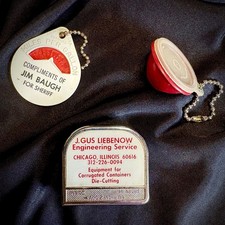 COMPLIMENTS OF
JIM BAUGH
FOR SHERIFF
J. GUS LIEBENOW
Engineering Service
CHICAGO, ILLINOIS 60616
312-226-0094
Equipment for
Corrugated Containers
Die-Cutting